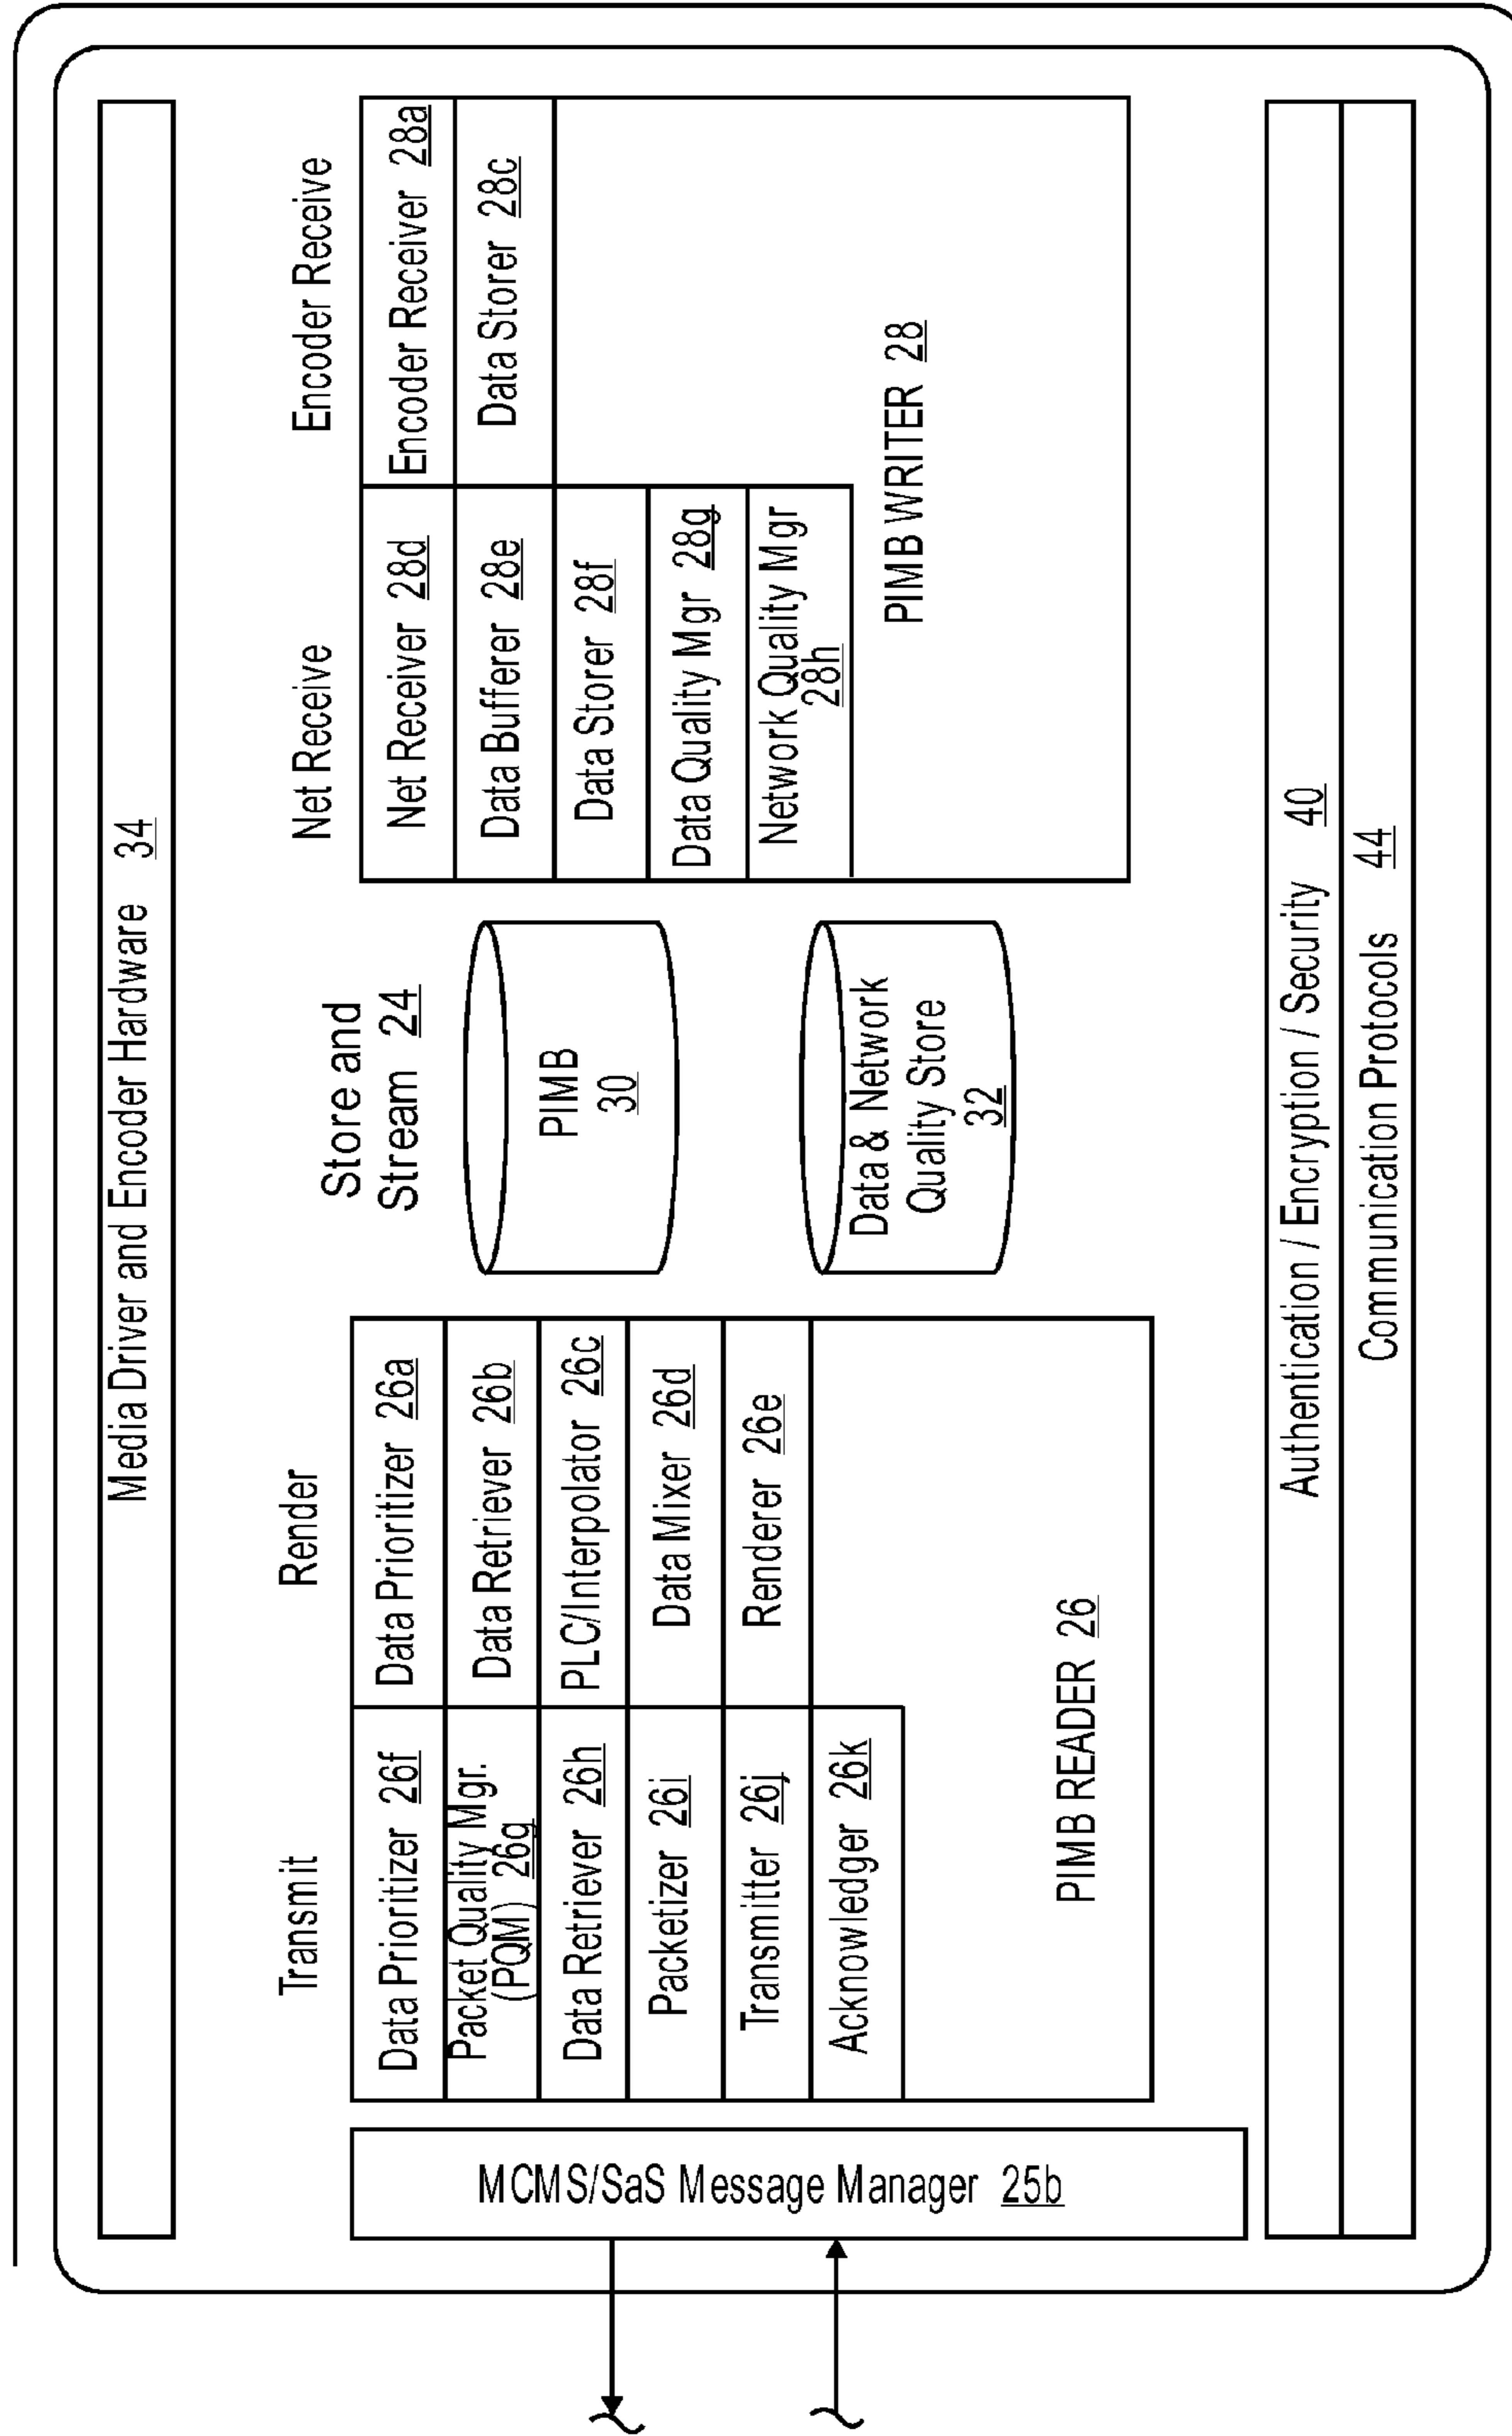 Media Driver and Encoder Hardware 34
Store and
Stream 24
Transmit
Render
Net Receive
Encoder Receive
MCMS/SaS Message Manager 25b
Data Prioritizer 26f
Packet Quality Mgr.
(PQM) 26g
Data Retriever 26h
Packetizer 26i
Transmitter 26j
Acknowledger 26k
Data Prioritizer 26a
Data Retriever 26b
PLC/Interpolator 26c
Data Mixer 26d
Renderer 26e
PIMB READER 26
PIMB
30
Data & Network
Quality Store
32
Net Receiver 28d
Data Bufferer 28e
Data Storer 28f
Data Quality Mgr 28g
Network Quality Mgr
28h
Encoder Receiver 28a
Data Storer 28c
PIMB WRITER 28
Authentication / Encryption / Security 40
Communication Protocols 44